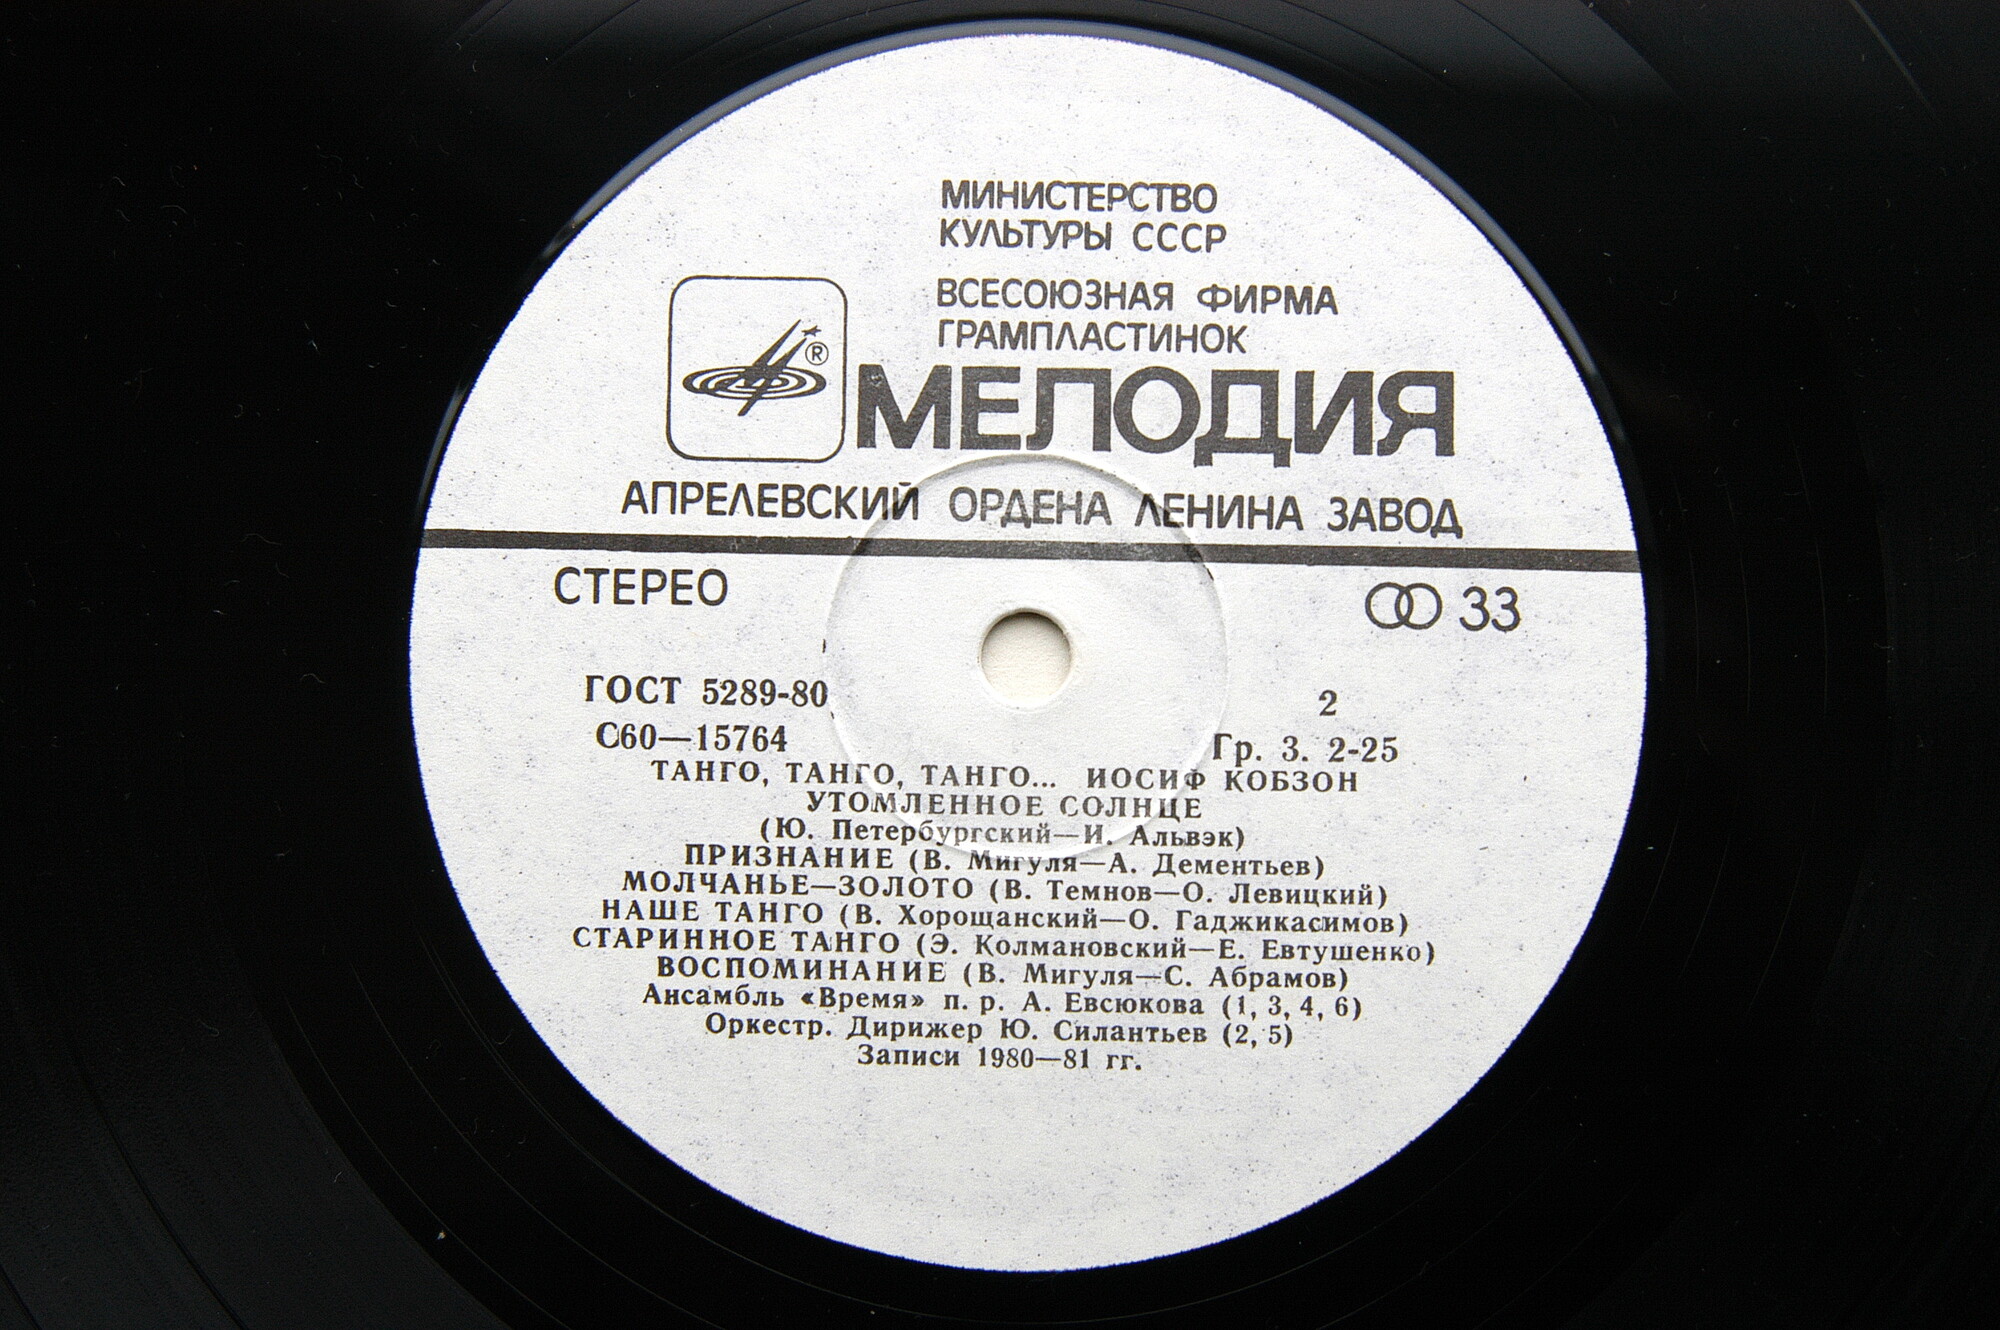 МИНИСТЕРСТВО
КУЛЬТУРЫ СССР
ВСЕСОЮЗНАЯ ФИРМА
ГРАМПЛАСТИНОК
®
МЕЛОДИЯ
АПРЕЛЕВСКИЙ ОРДЕНА ЛЕНИНА ЗАВОД
СТЕРЕО 33
ГОСТ 5289-80 2
С60—15764 Гр. 3. 2-25
ТАНГО, ТАНГО, ТАНГО... ИОСИФ КОБЗОН
УТОМЛЕННОЕ СОЛНЦЕ
(Ю. Петербургский—И. Альвэк)
ПРИЗНАНИЕ (В. Мигуля—А. Дементьев)
МОЛЧАНЬЕ—ЗОЛОТО (В. Темнов—О. Левицкий)
НАШЕ ТАНГО (В. Хорощанский—О. Гаджикасимов)
СТАРИННОЕ ТАНГО (Э. Колмановский—Е. Евтушенко)
ВОСПОМИНАНИЕ (В. Мигуля—С. Абрамов)
Ансамбль «Время» п. р. А. Евсюкова (1, 3, 4, 6)
Оркестр. Дирижер Ю. Силантьев (2, 5)
Записи 1980—81 гг.